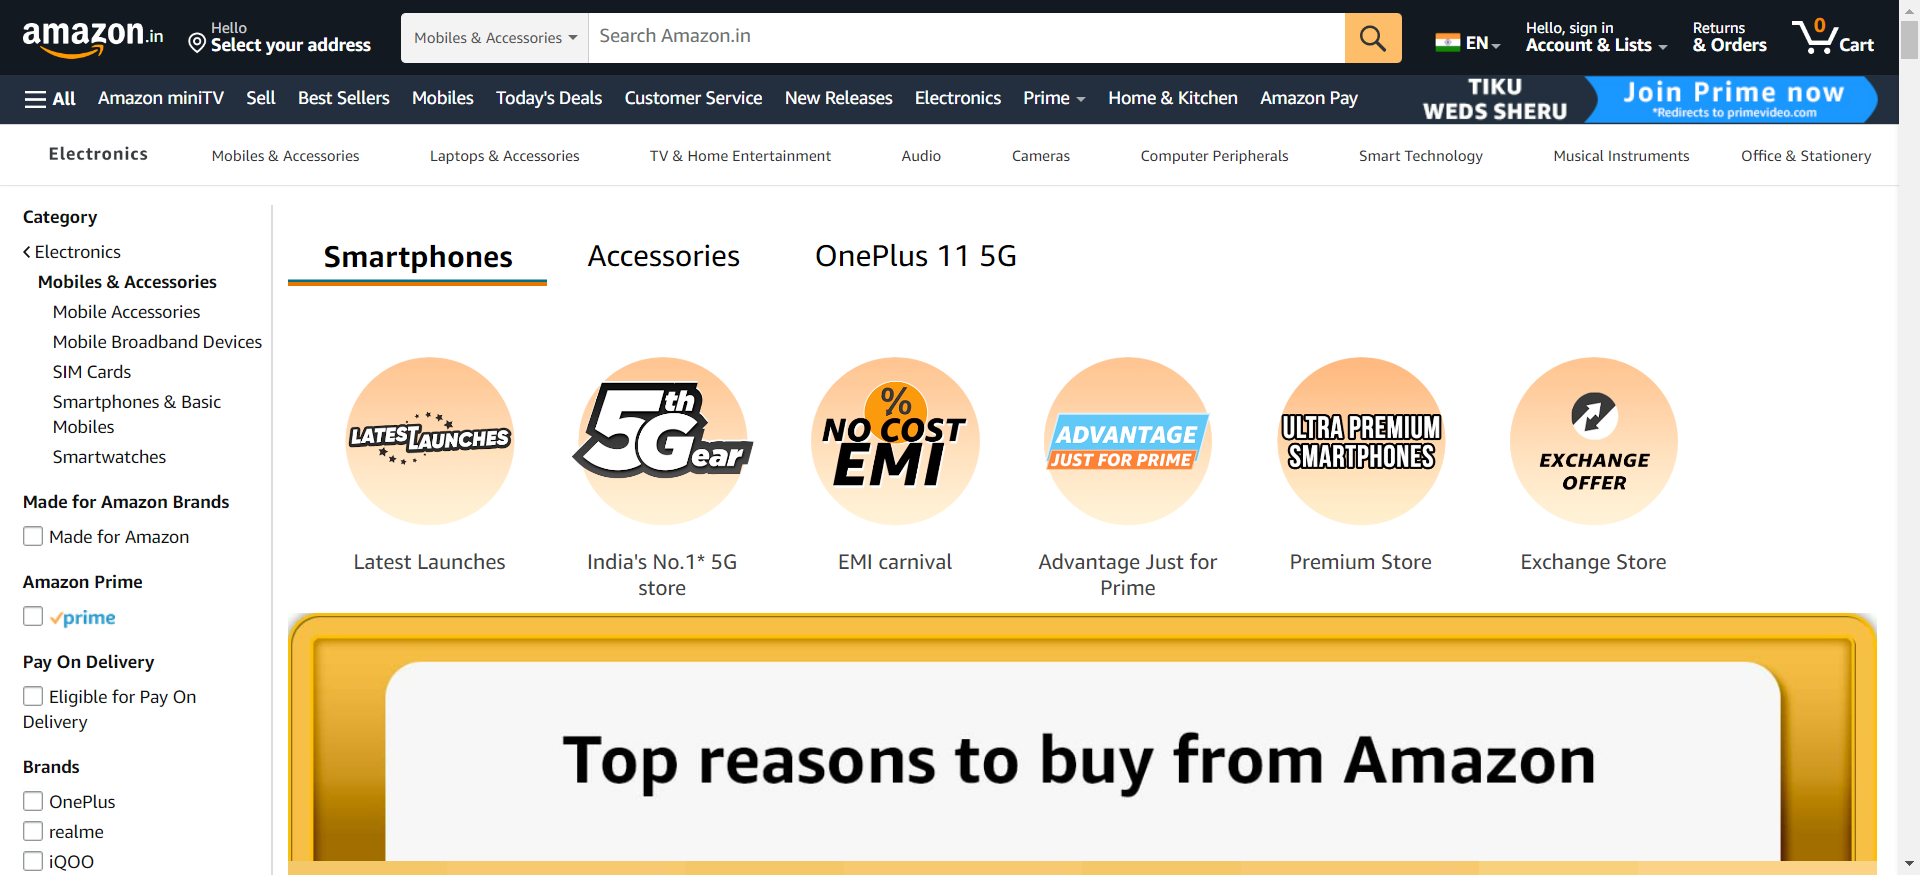 amazon.in
Hello
Select your address
Mobiles & Accessories
Search Amazon.in
EN
Hello, sign in
Account & Lists
Returns
& Orders
0
Cart
All
Amazon miniTV
Sell
Best Sellers
Mobiles
Today's Deals
Customer Service
New Releases
Electronics
Prime
Home & Kitchen
Amazon Pay
TIKU
WEDS SHERU
Join Prime now
*Redirects to primevideo.com
Electronics
Mobiles & Accessories
Laptops & Accessories
TV & Home Entertainment
Audio
Cameras
Computer Peripherals
Smart Technology
Musical Instruments
Office & Stationery
Category
Electronics
Mobiles & Accessories
Mobile Accessories
Mobile Broadband Devices
SIM Cards
Smartphones & Basic
Mobiles
Smartwatches
Made for Amazon Brands
Made for Amazon
Amazon Prime
prime
Pay On Delivery
Eligible for Pay On
Delivery
Brands
OnePlus
realme
iQOO
Smartphones
Accessories
OnePlus 11 5G
LATEST LAUNCHES
5th
Gear
%
NO COST
EMI
ADVANTAGE
JUST FOR PRIME
ULTRA PREMIUM
SMARTPHONES
EXCHANGE
OFFER
Latest Launches
India's No.1* 5G
store
EMI carnival
Advantage Just for
Prime
Premium Store
Exchange Store
Top reasons to buy from Amazon